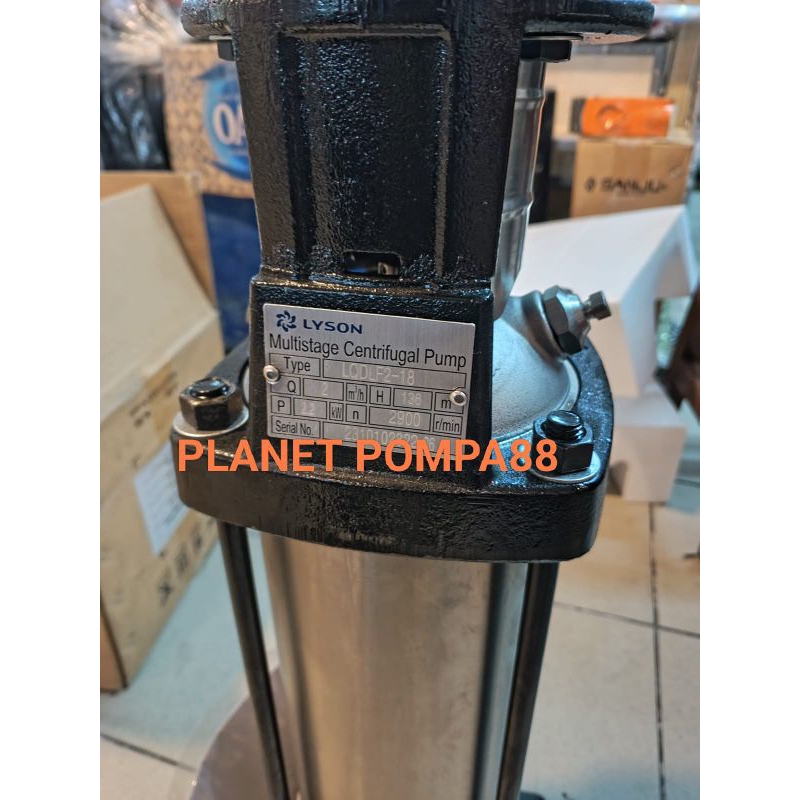 LYSON
Multistage Centrifugal Pump
Type LCDLF2-18
Q 2 m³/h H 136 m
P 2.2 kW n 2900 r/min
Serial No.
PLANET POMPA88
SANJU